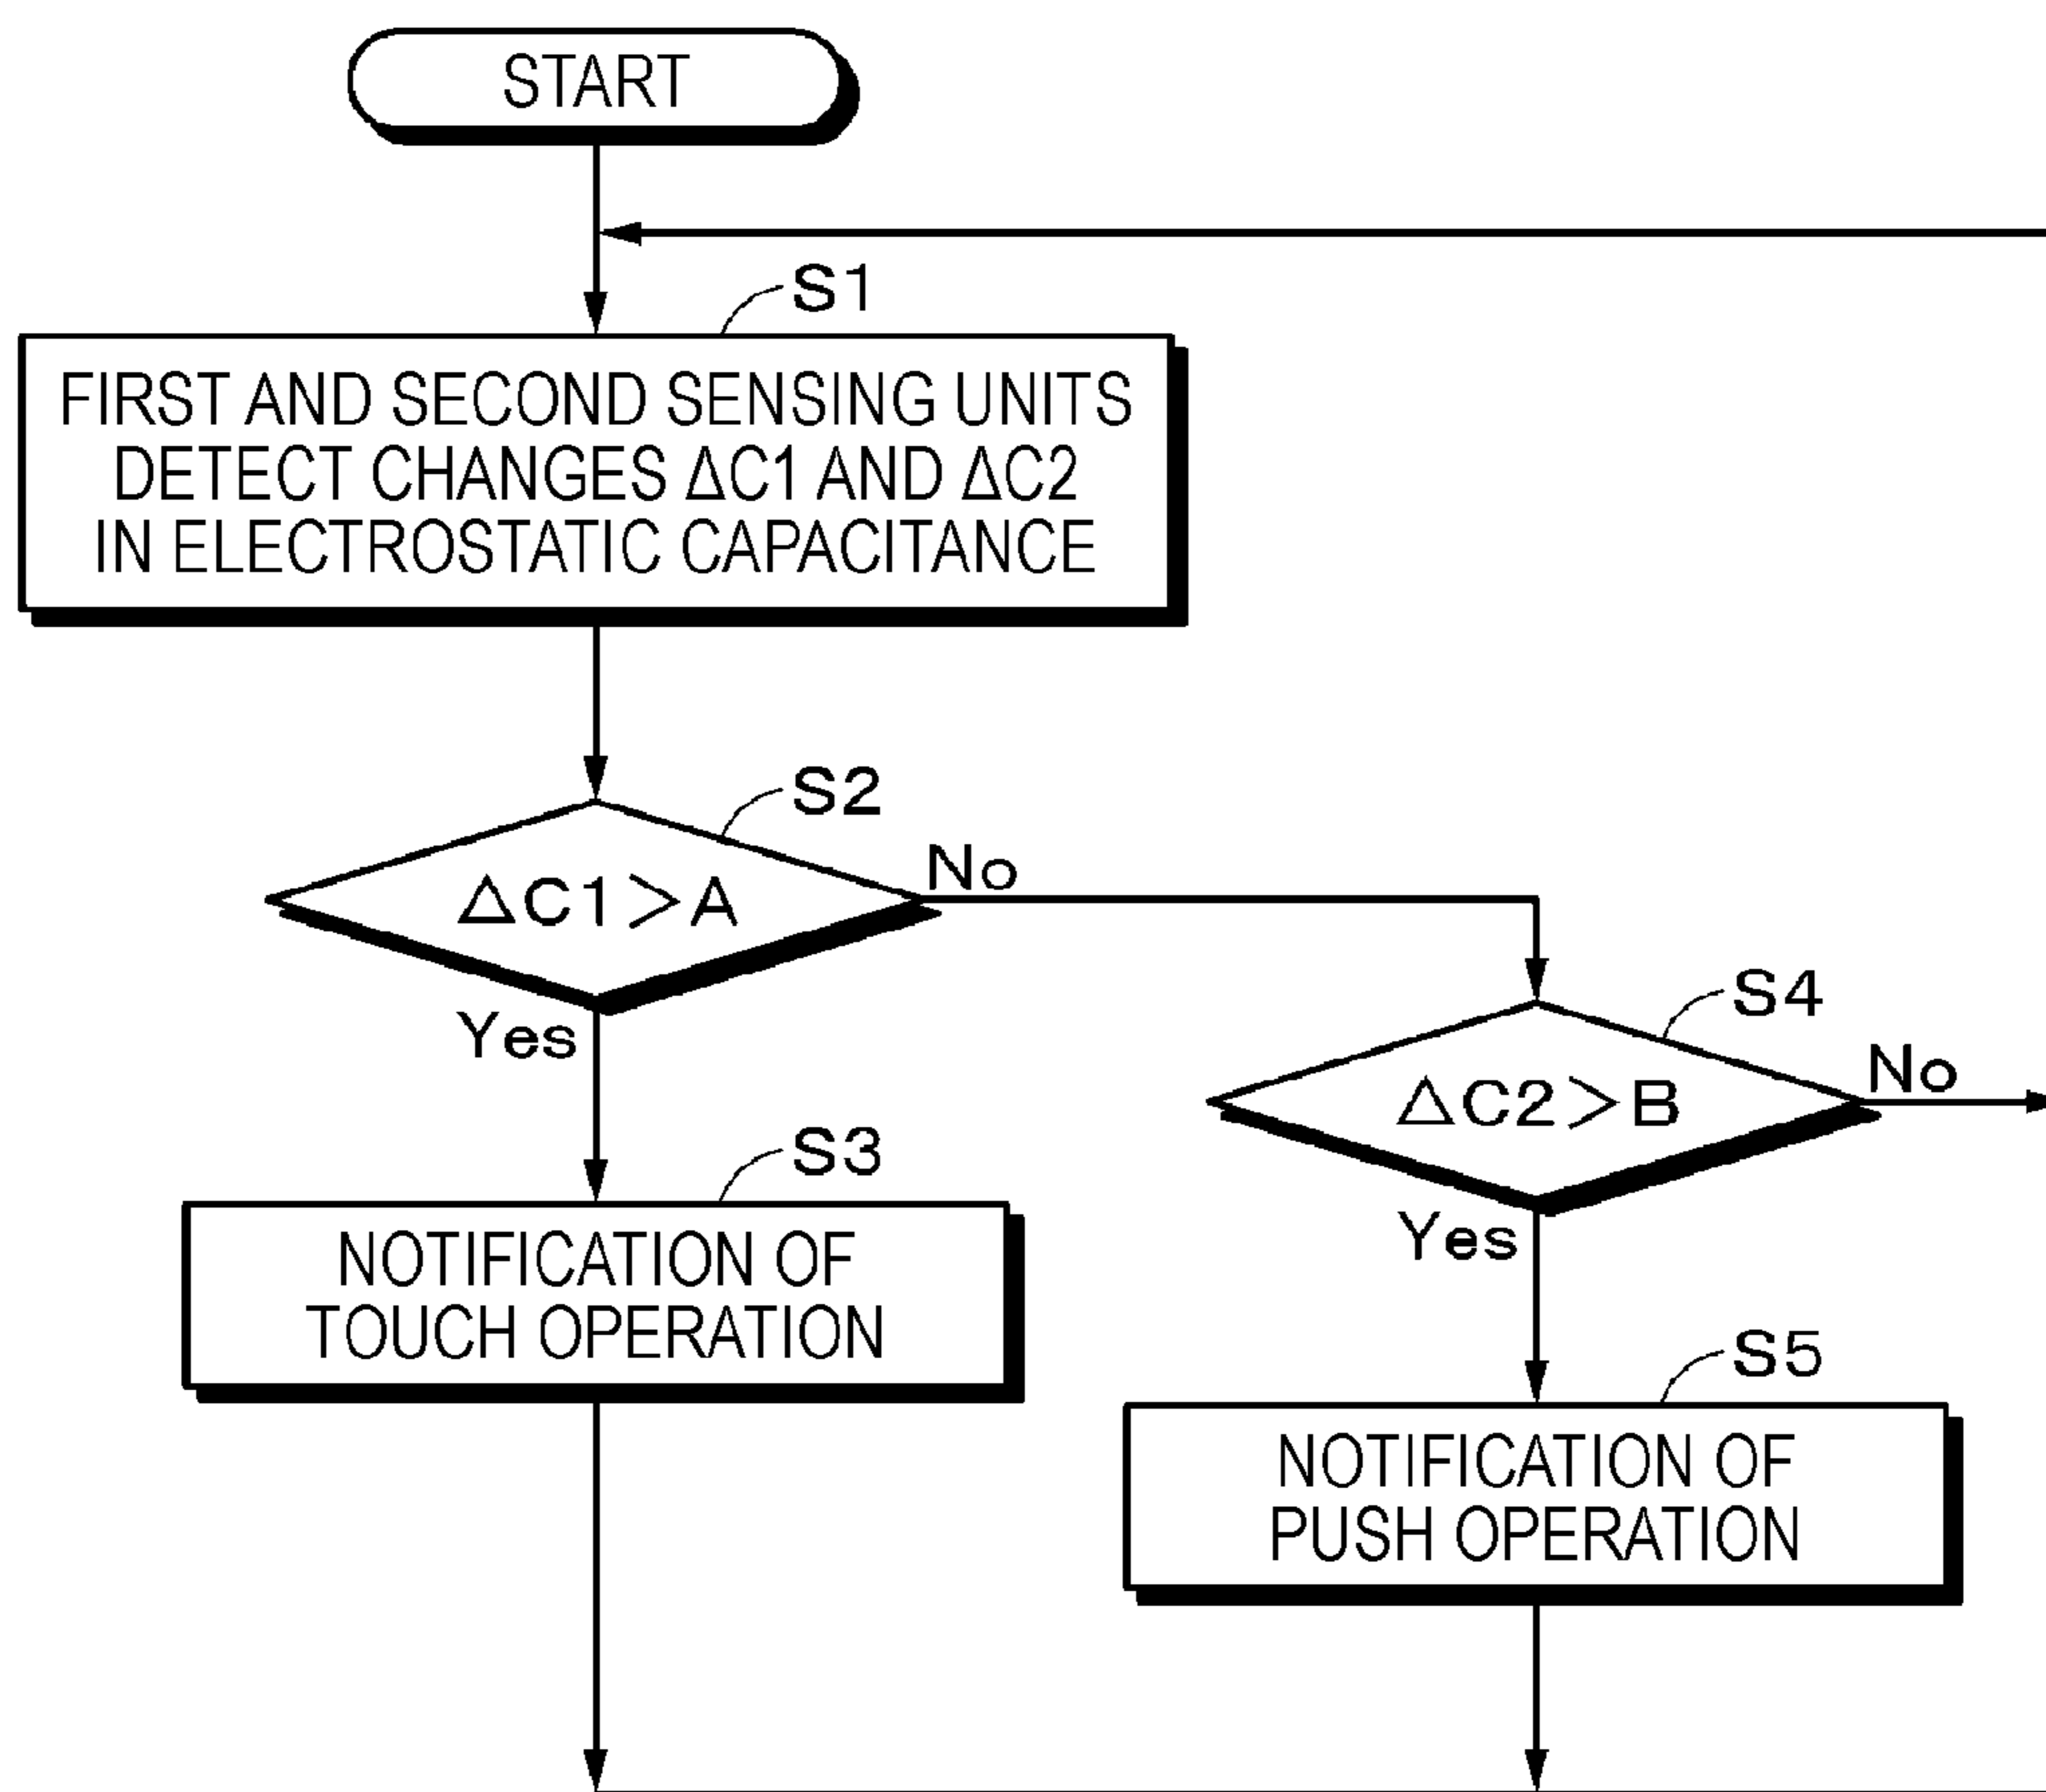 START
S1
FIRST AND SECOND SENSING UNITS
DETECT CHANGES ΔC1 AND ΔC2
IN ELECTROSTATIC CAPACITANCE
S2
ΔC1>A
No
Yes
S4
ΔC2>B
No
Yes
S3
NOTIFICATION OF
TOUCH OPERATION
S5
NOTIFICATION OF
PUSH OPERATION